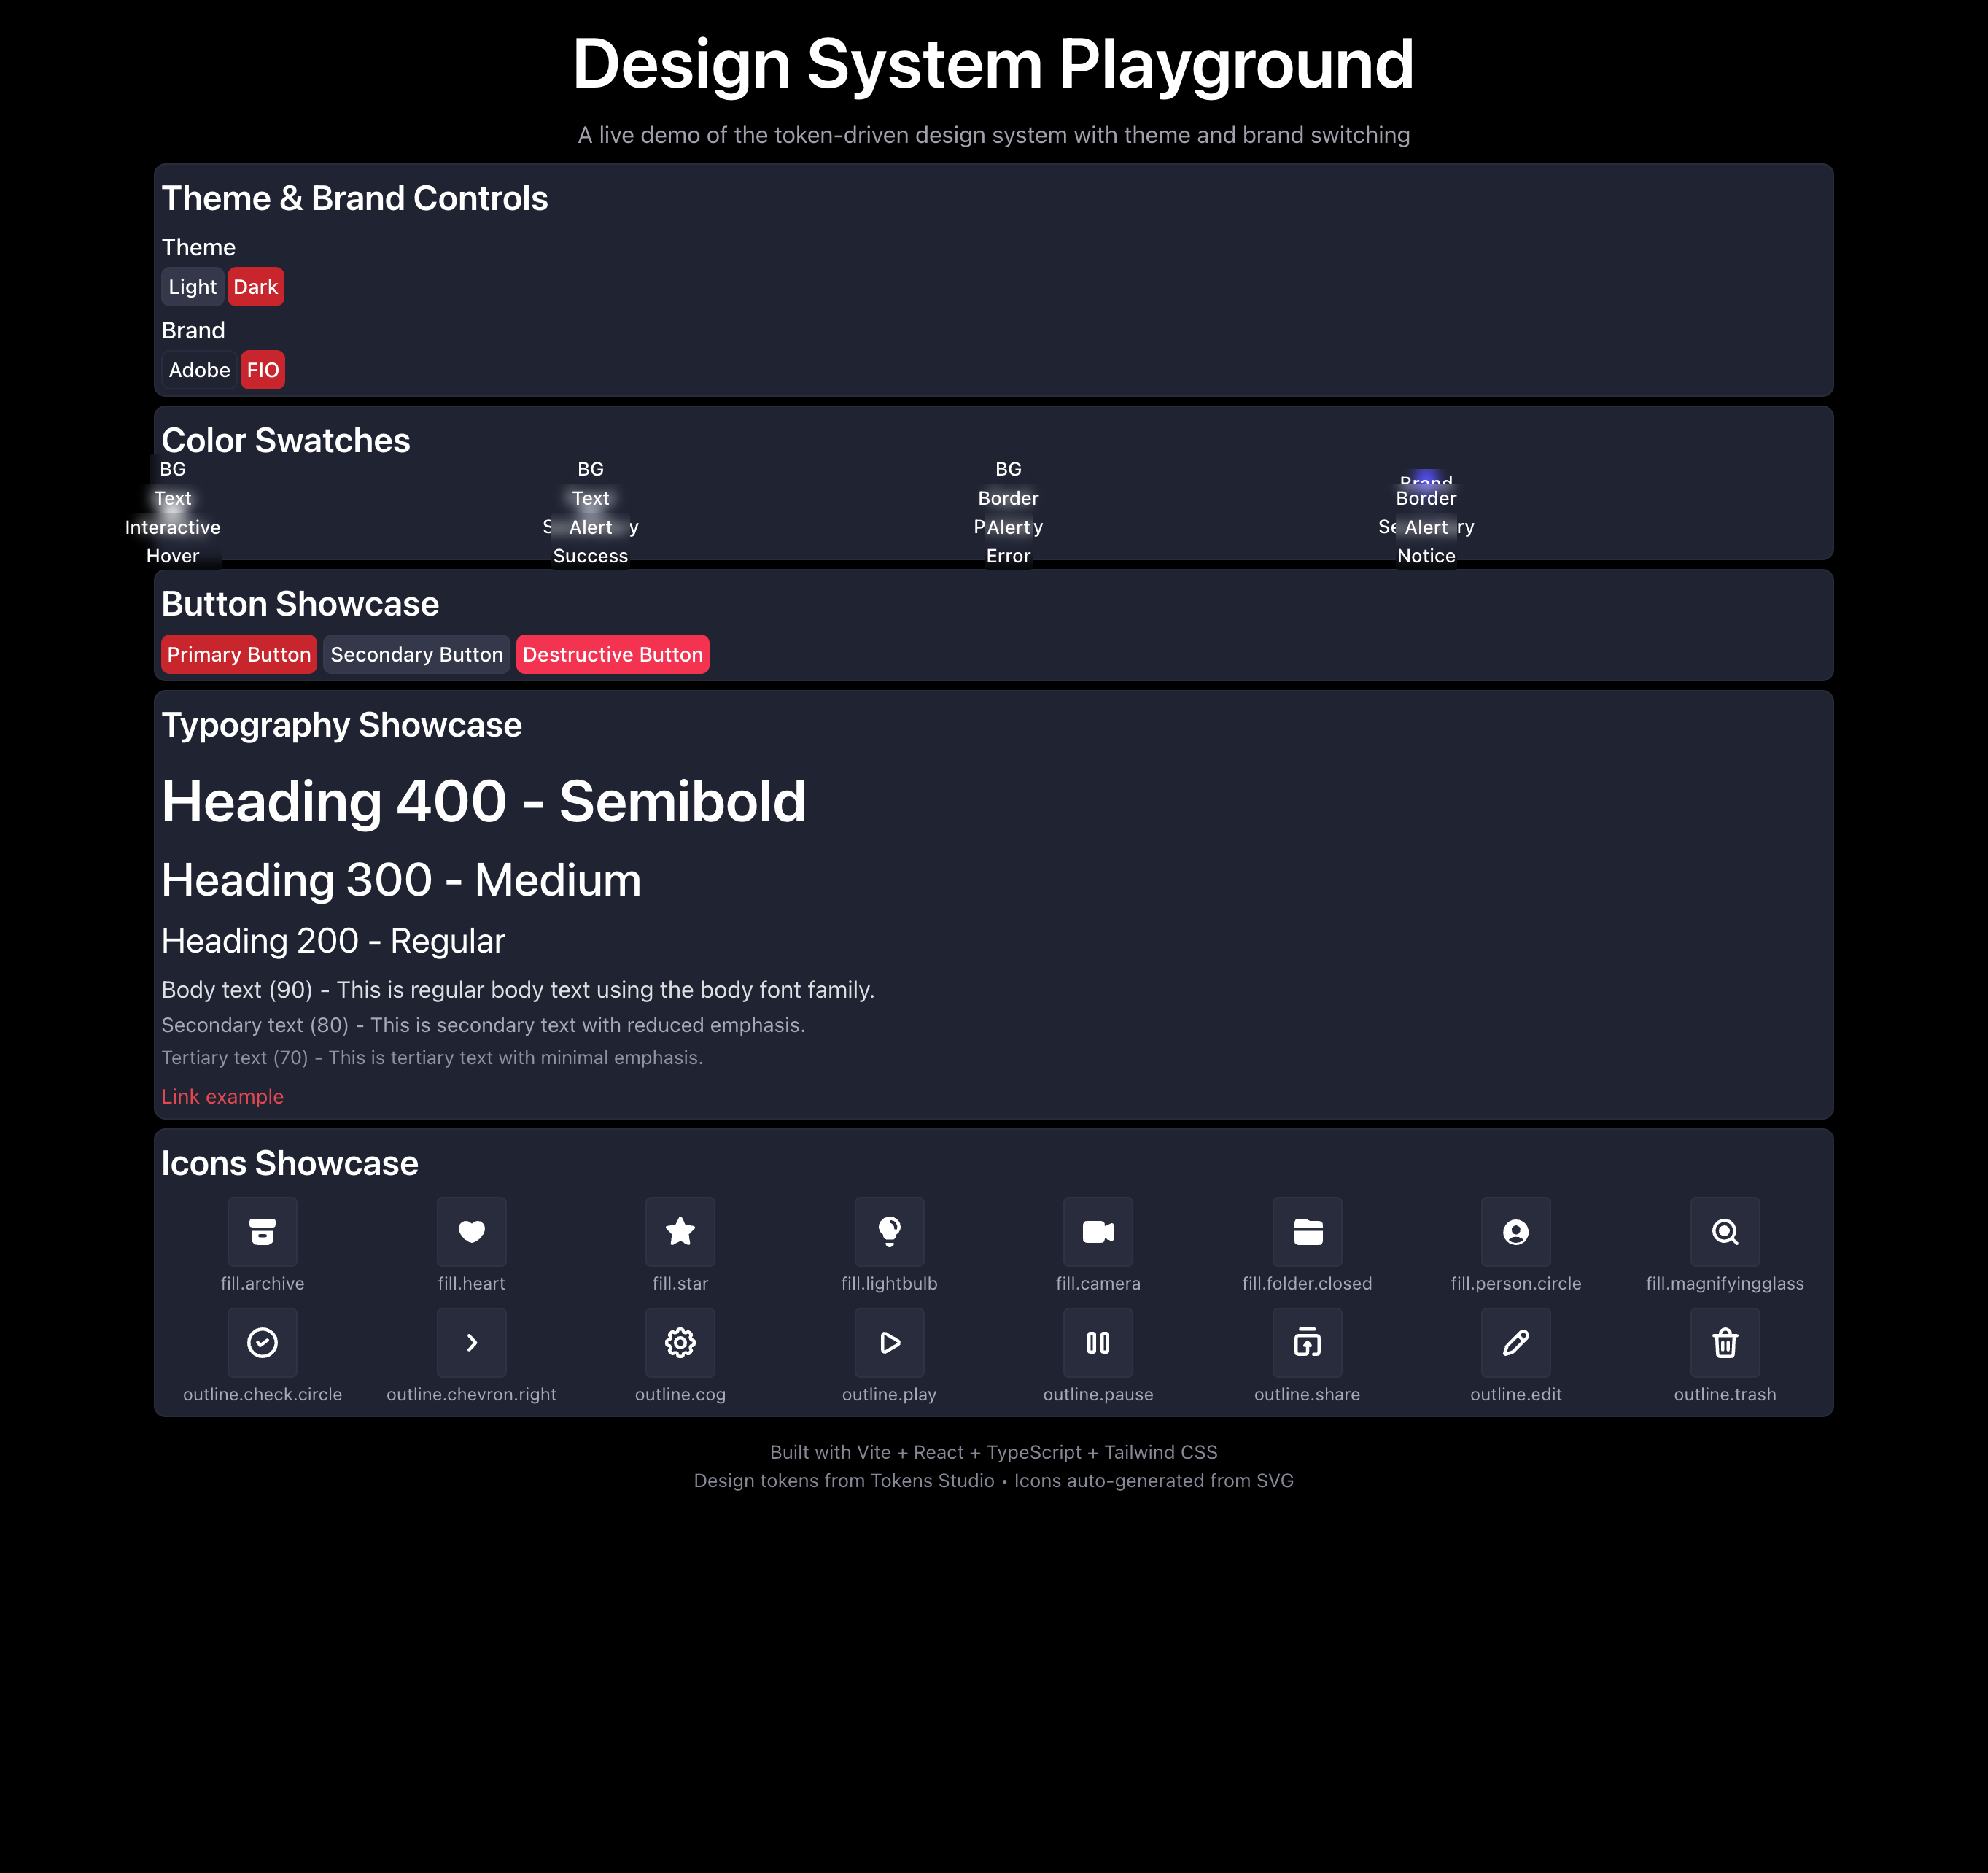 Design System Playground
A live demo of the token-driven design system with theme and brand switching
Theme & Brand Controls
Theme
Light Dark
Brand
Adobe FIO
Color Swatches
BG BG BG Brand
Text Text Border Border
Interactive Alert Alert Alert
Hover Success Error Notice
Button Showcase
Primary Button Secondary Button Destructive Button
Typography Showcase
Heading 400 - Semibold
Heading 300 - Medium
Heading 200 - Regular
Body text (90) - This is regular body text using the body font family.
Secondary text (80) - This is secondary text with reduced emphasis.
Tertiary text (70) - This is tertiary text with minimal emphasis.
Link example
Icons Showcase
fill.archive fill.heart fill.star fill.lightbulb fill.camera fill.folder.closed fill.person.circle fill.magnifyingglass
outline.check.circle outline.chevron.right outline.cog outline.play outline.pause outline.share outline.edit outline.trash
Built with Vite + React + TypeScript + Tailwind CSS
Design tokens from Tokens Studio • Icons auto-generated from SVG